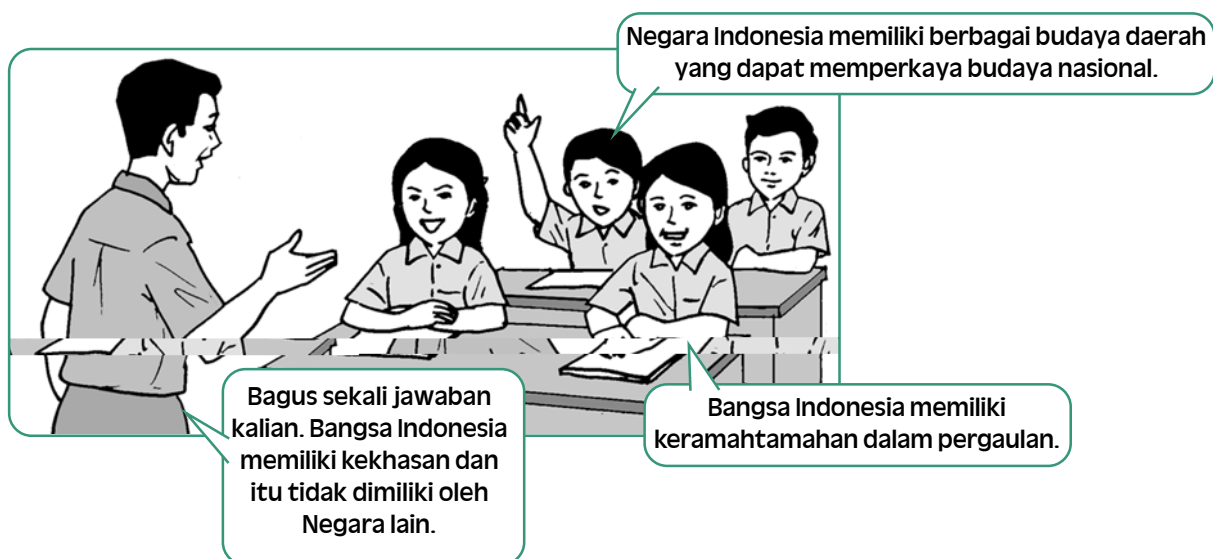 Negara Indonesia memiliki berbagai budaya daerah
yang dapat memperkaya budaya nasional.
Bagus sekali jawaban
kalian. Bangsa Indonesia
memiliki kekhasan dan
itu tidak dimiliki oleh
Negara lain.
Bangsa Indonesia memiliki
keramahtamahan dalam pergaulan.